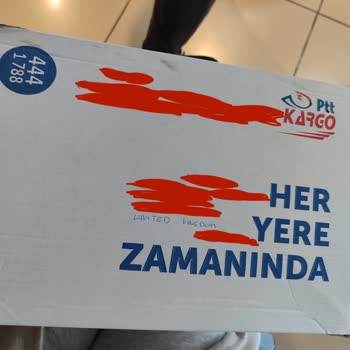 444
1788
Ptt
KARGO
HER
UNITED KINGDOM
YERE
ZAMANINDA